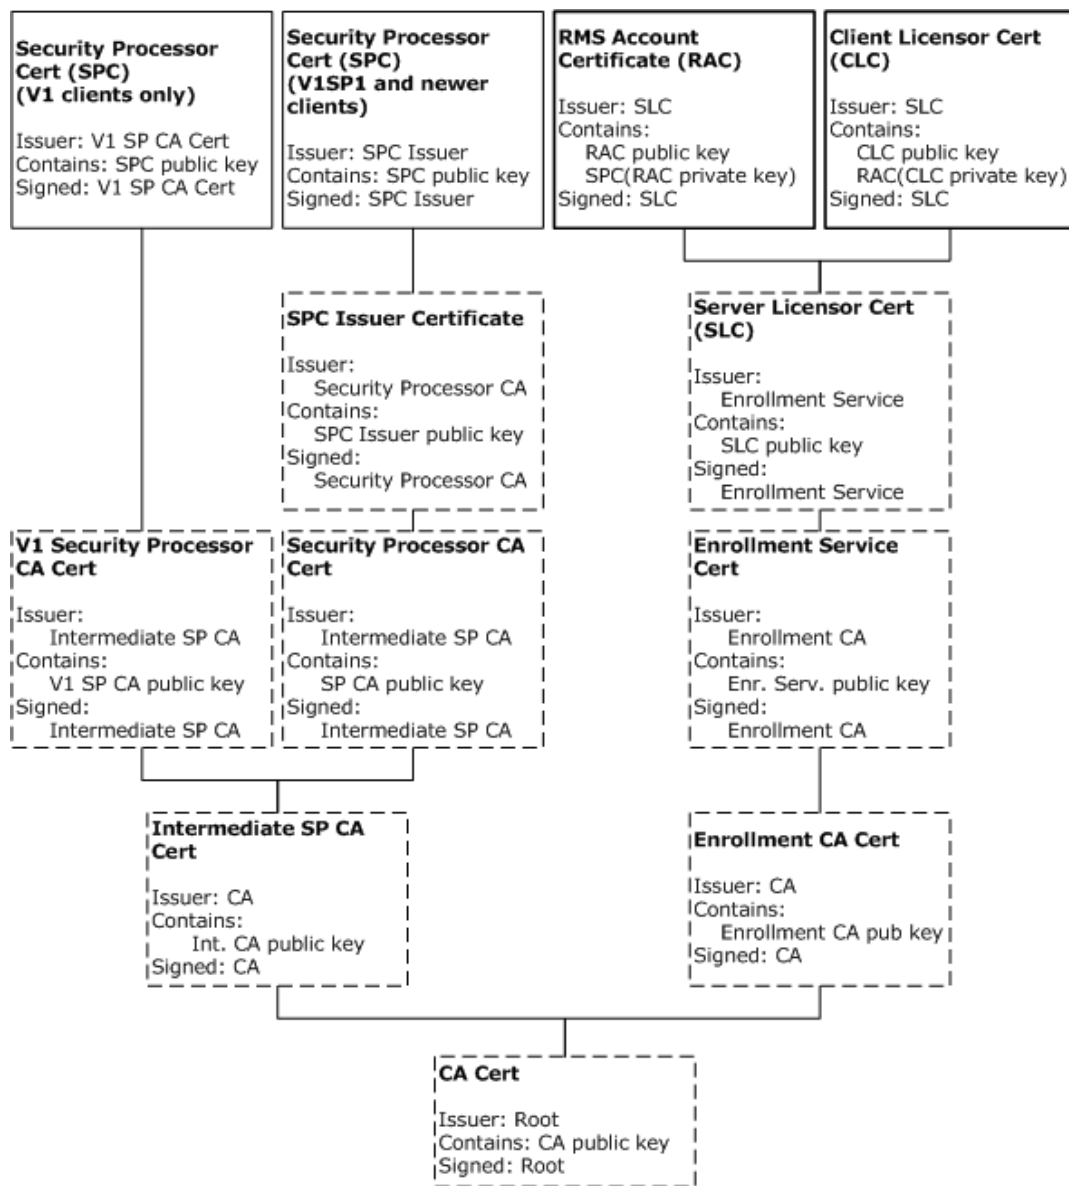 Security Processor
Cert (SPC)
(V1 clients only)
Issuer: V1 SP CA Cert
Contains: SPC public key
Signed: V1 SP CA Cert
Security Processor
Cert (SPC)
(V1SP1 and newer
clients)
Issuer: SPC Issuer
Contains: SPC public key
Signed: SPC Issuer
RMS Account
Certificate (RAC)
Issuer: SLC
Contains:
RAC public key
SPC(RAC private key)
Signed: SLC
Client Licensor Cert
(CLC)
Issuer: SLC
Contains:
CLC public key
RAC(CLC private key)
Signed: SLC
SPC Issuer Certificate
Issuer:
Security Processor CA
Contains:
SPC Issuer public key
Signed:
Security Processor CA
Server Licensor Cert
(SLC)
Issuer:
Enrollment Service
Contains:
SLC public key
Signed:
Enrollment Service
V1 Security Processor
CA Cert
Issuer:
Intermediate SP CA
Contains:
V1 SP CA public key
Signed:
Intermediate SP CA
Security Processor CA
Cert
Issuer:
Intermediate SP CA
Contains:
SP CA public key
Signed:
Intermediate SP CA
Enrollment Service
Cert
Issuer:
Enrollment CA
Contains:
Enr. Serv. public key
Signed:
Enrollment CA
Intermediate SP CA
Cert
Issuer: CA
Contains:
Int. CA public key
Signed: CA
Enrollment CA Cert
Issuer: CA
Contains:
Enrollment CA pub key
Signed: CA
CA Cert
Issuer: Root
Contains: CA public key
Signed: Root